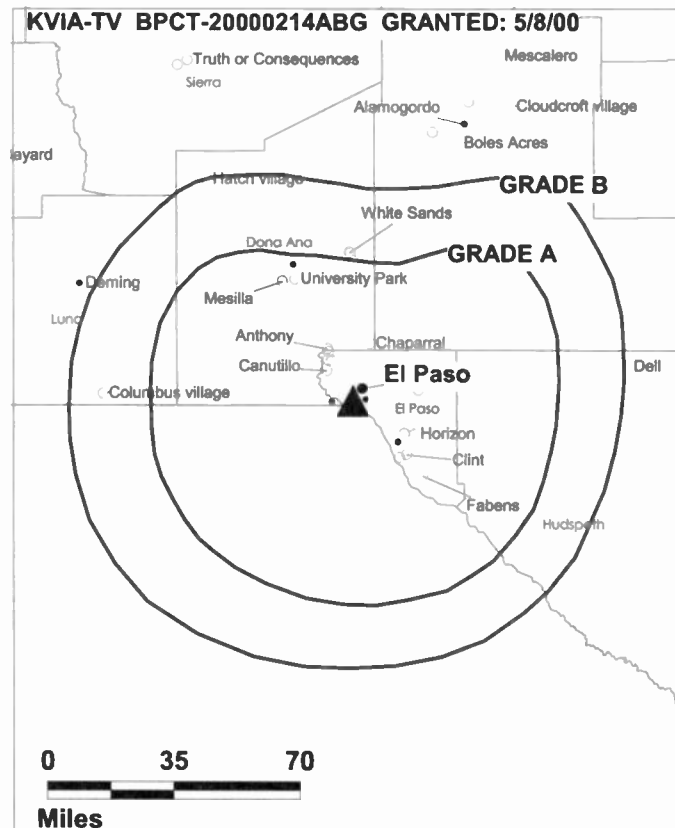 KVIA-TV BPCT-20000214ABG GRANTED: 5/8/00
Truth or Consequences
Mescalero
Sierra
Alamogordo
Cloudcroft village
Boles Acres
Hatch village
GRADE B
White Sands
Dona Ana
GRADE A
Deming
University Park
Mesilla
Luna
Anthony
Chaparral
Canutillo
El Paso
Dell
Columbus village
El Paso
Horizon
Clint
Fabens
Hudspeth
0 35 70
Miles